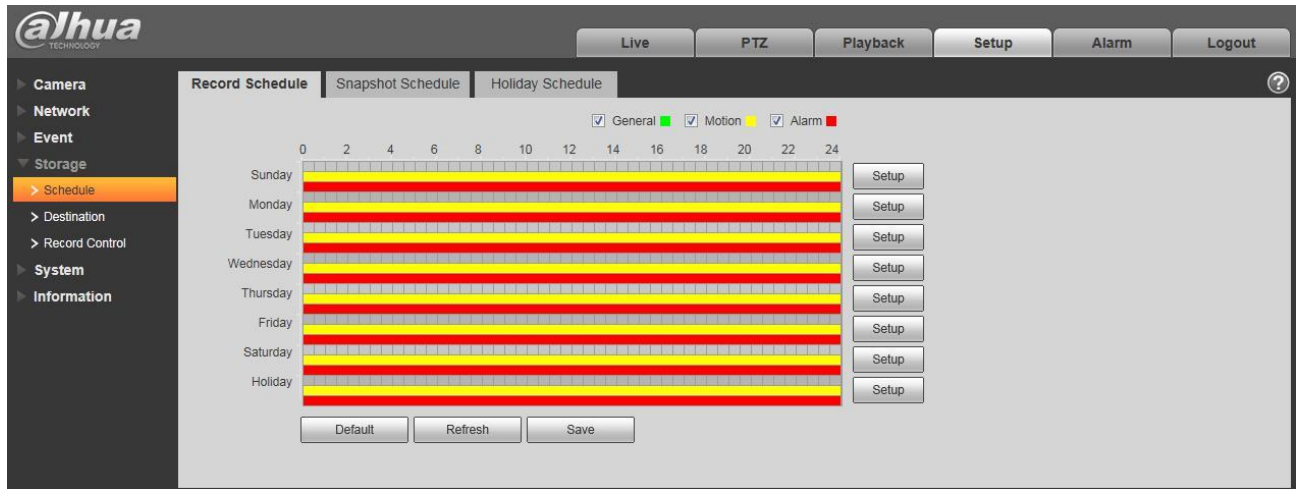 alhua
TECHNOLOGY
Live PTZ Playback Setup Alarm Logout
Camera
Network
Event
Storage
> Schedule
> Destination
> Record Control
System
Information
Record Schedule Snapshot Schedule Holiday Schedule ?
General Motion Alarm
0 2 4 6 8 10 12 14 16 18 20 22 24
Sunday Setup
Monday Setup
Tuesday Setup
Wednesday Setup
Thursday Setup
Friday Setup
Saturday Setup
Holiday Setup
Default Refresh Save